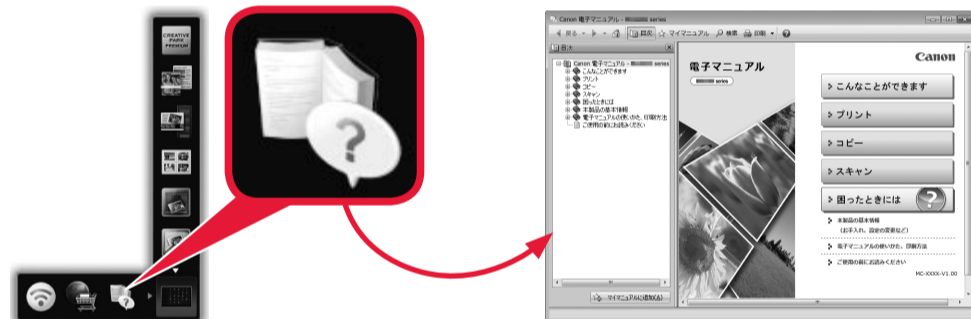 CREATIVE
PARK
PREMIUM
Canon 電子マニュアル - series
戻る
目次
マイマニュアル
検索
印刷
目次
Canon 電子マニュアル - series
こんなことができます
プリント
コピー
スキャン
困ったときには
本製品の基本情報
電子マニュアルの使いかた、印刷方法
ご使用の前にお読みください
マイマニュアルに追加(A)
Canon
電子マニュアル
series
こんなことができます
プリント
コピー
スキャン
困ったときには
?
本製品の基本情報
(お手入れ、設定の変更など)
電子マニュアルの使いかた、印刷方法
ご使用の前にお読みください
MC-XXXX-V1.00